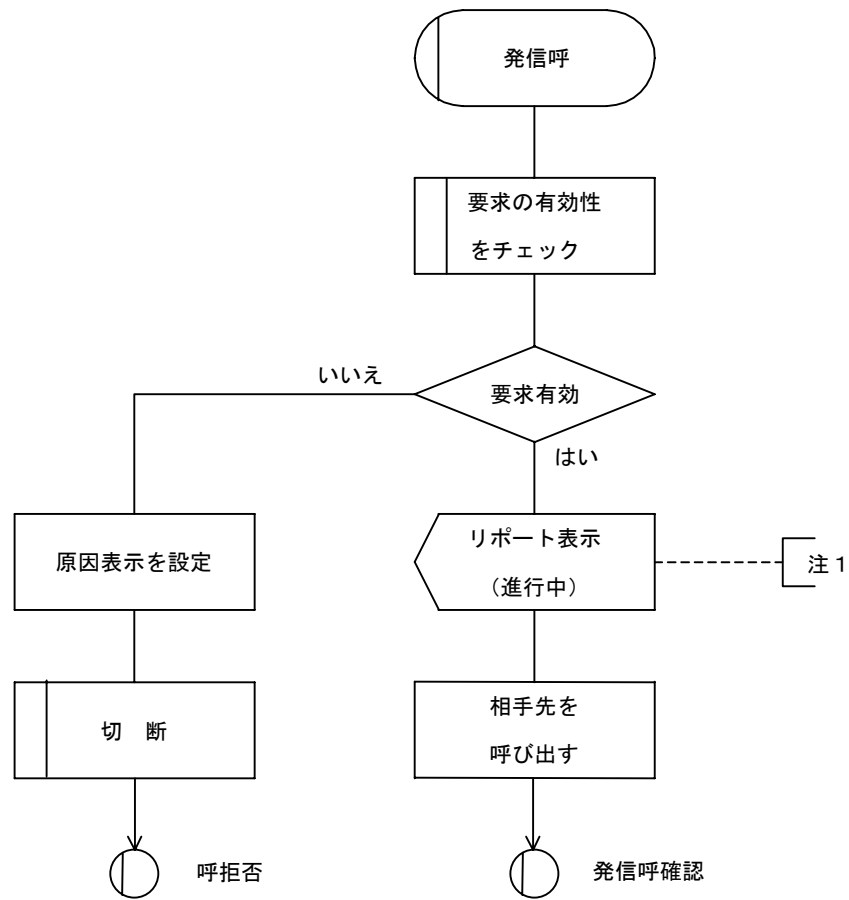 発信呼
要求の有効性
をチェック
いいえ
要求有効
はい
原因表示を設定
リポート表示
（進行中）
注１
切　断
相手先を
呼び出す
呼拒否
発信呼確認